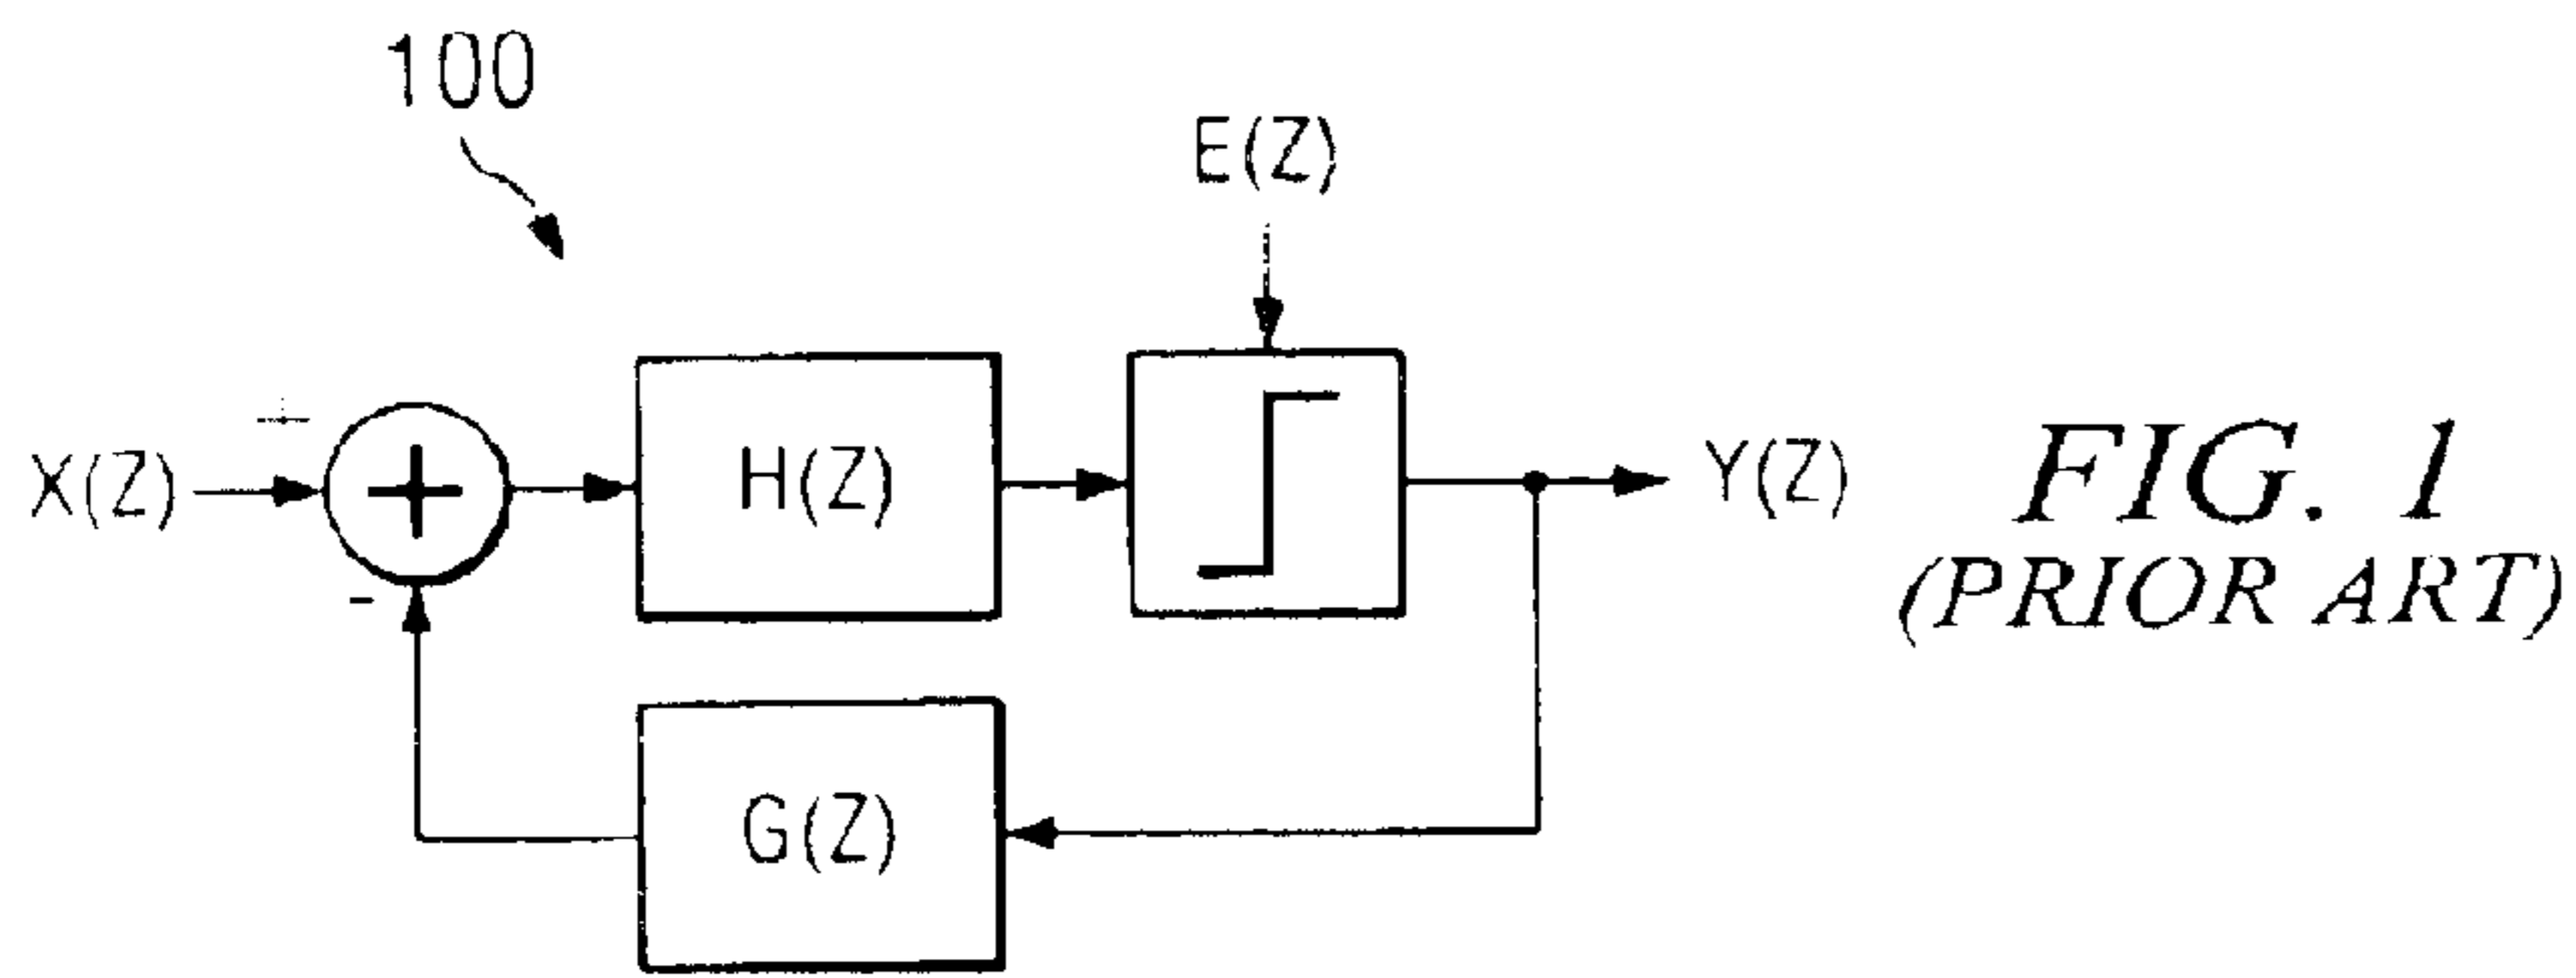 100
E(Z)
+
X(Z)
+
H(Z)
Y(Z)
-
G(Z)
FIG. 1
(PRIOR ART)